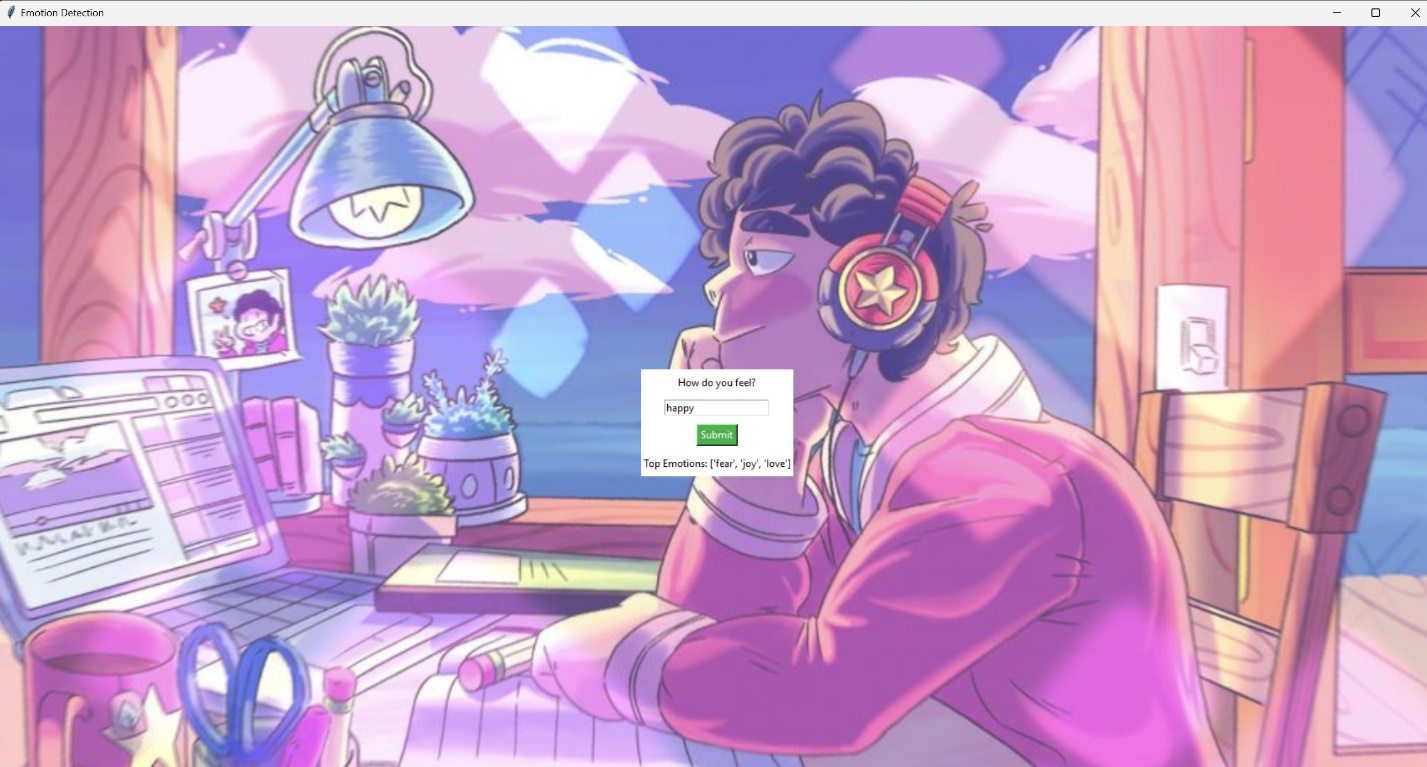 Emotion Detection
How do you feel?
happy
Submit
Top Emotions: ['fear', 'joy', 'love']